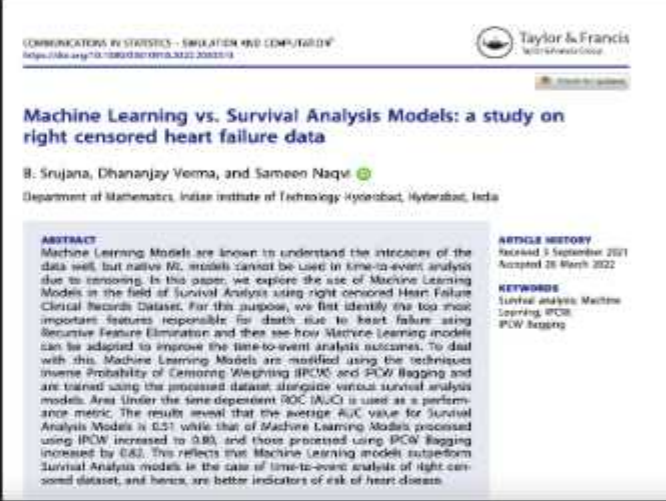 COMMUNICATIONS IN STATISTICS - SIMULATION AND COMPUTATION®
Taylor & Francis
Taylor & Francis Group
Check for updates
Machine Learning vs. Survival Analysis Models: a study on
right censored heart failure data
B. Srujana, Dhananjay Verma, and Sameen Naqvi
Department of Mathematics, Indian Institute of Technology Hyderabad, Hyderabad, India
ABSTRACT
Machine Learning Models are known to understand the intricacies of the
data well, but native ML models cannot be used in time-to-event analysis
due to censoring. In this paper, we explore the use of Machine Learning
Models in the field of Survival Analysis using right censored Heart Failure
Clinical Records Dataset. For this purpose, we first identify the top most
important features responsible for death due to heart failure using
Recursive Feature Elimination and then see how Machine Learning models
can be adapted to improve the time-to-event analysis outcomes. To deal
with this, Machine Learning Models are modified using the techniques
Inverse Probability of Censoring Weighting (IPCW) and IPCW Bagging and
are trained using the processed dataset alongside various survival analysis
models. Area Under the time-dependent ROC (AUC) is used as a perform-
ance metric. The results reveal that the average AUC value for Survival
Analysis Models is 0.51 while that of Machine Learning Models processed
using IPCW increased to 0.80, and those processed using IPCW Bagging
increased by 0.82. This reflects that Machine Learning models outperform
Survival Analysis models in the case of time-to-event analysis of right cen-
sored dataset, and hence, are better indicators of risk of heart disease.
ARTICLE HISTORY
Received 3 September 2021
Accepted 26 March 2022
KEYWORDS
Survival analysis; Machine
Learning; IPCW;
IPCW Bagging